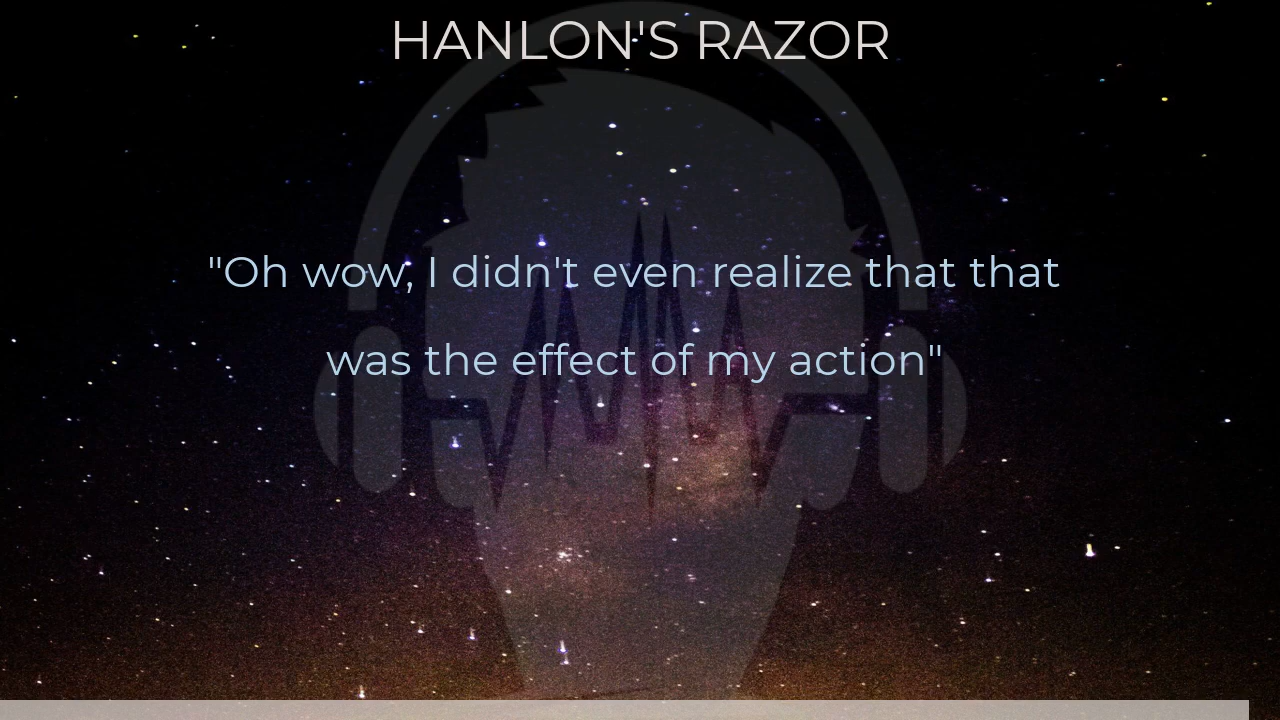 HANLON'S RAZOR
"Oh wow, I didn't even realize that that
was the effect of my action"